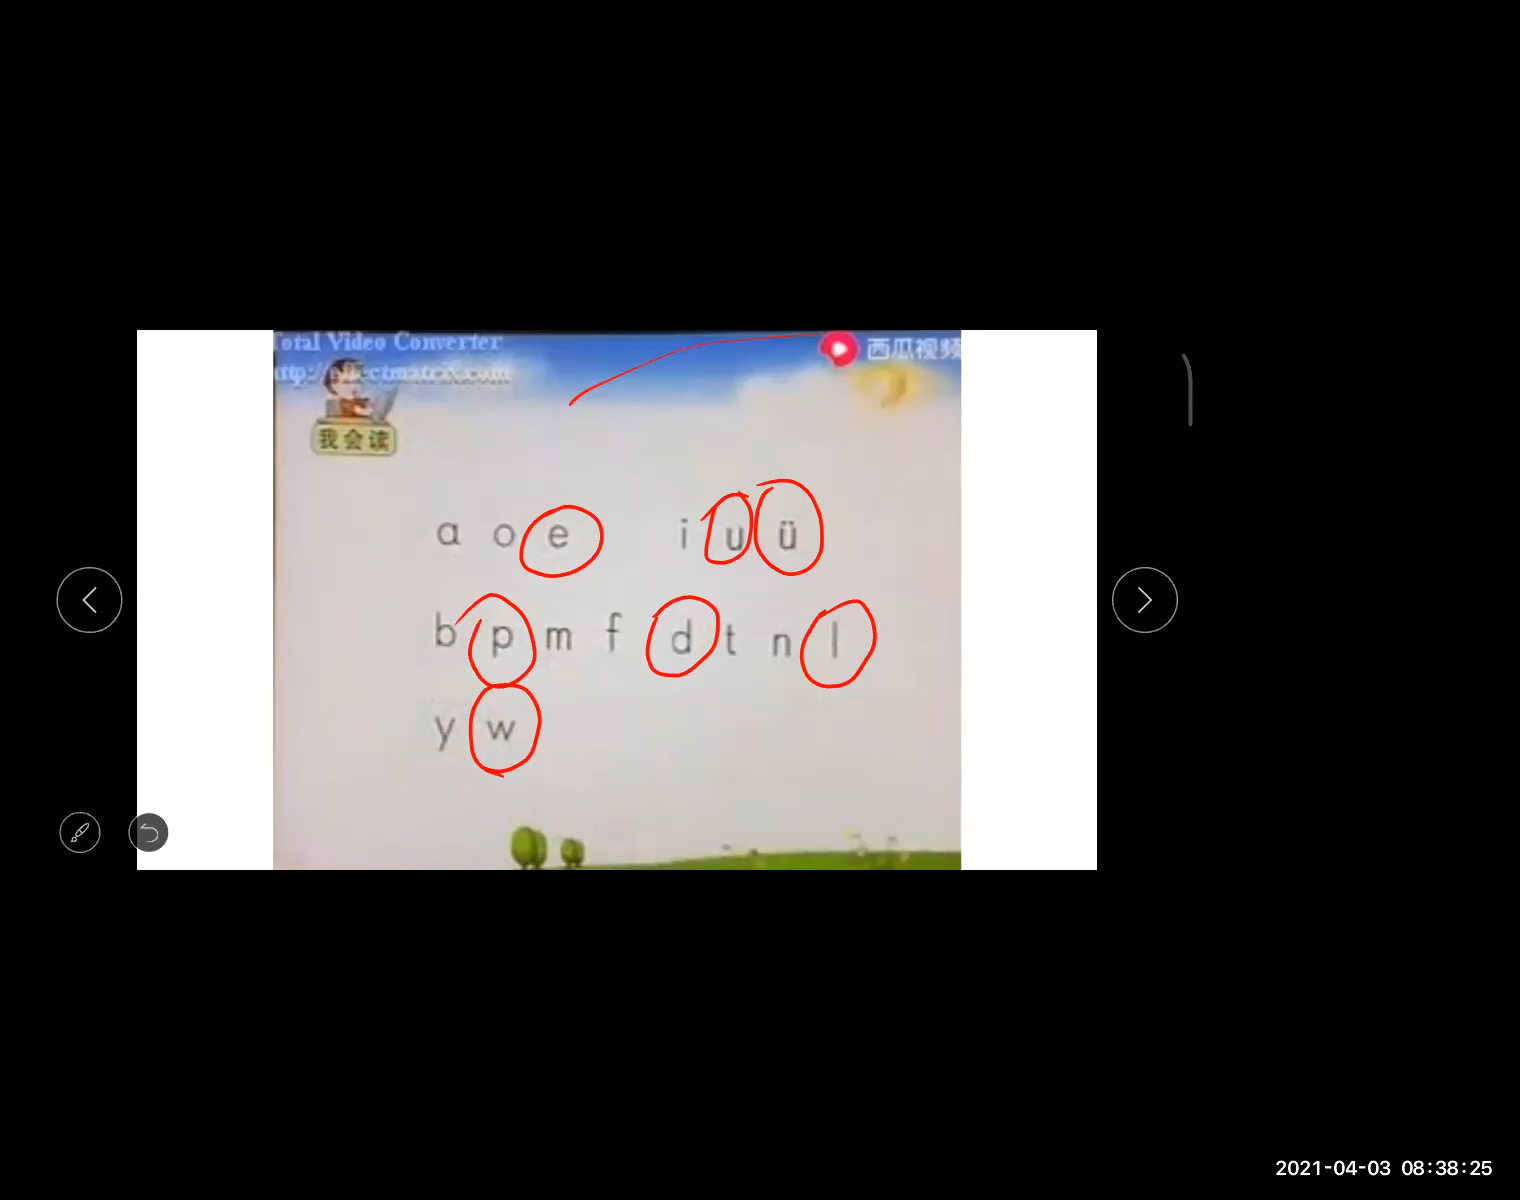 Total Video Converter
西瓜视频
我会读
a o e i u ü
b p m f d t n l
y w
2021-04-03 08:38:25